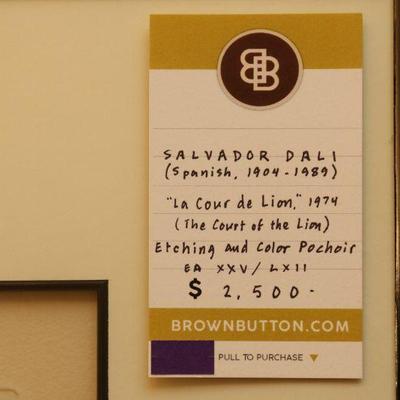 BB
SALVADOR DALI
(Spanish, 1904-1989)
"La Cour de Lion," 1974
(The Court of the Lion)
Etching and Color Pochoir
EA XXV/LXII
$ 2,500-
BROWNBUTTON.COM
PULL TO PURCHASE